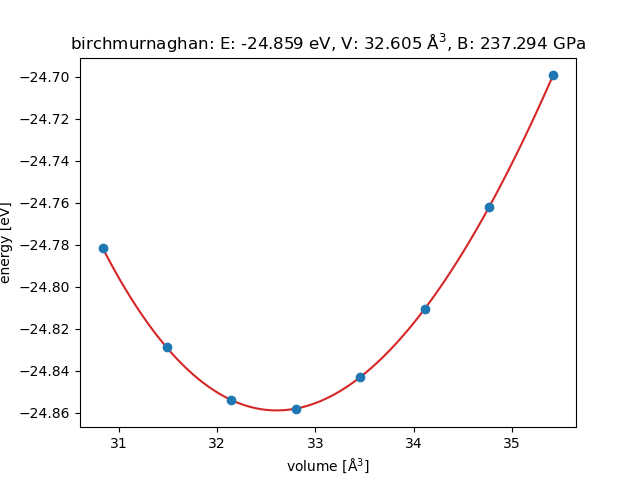 birchmurnaghan: E: -24.859 eV, V: 32.605 Å³, B: 237.294 GPa
−24.70
−24.72
−24.74
−24.76
−24.78
−24.80
−24.82
−24.84
−24.86
energy [eV]
31 32 33 34 35
volume [Å³]